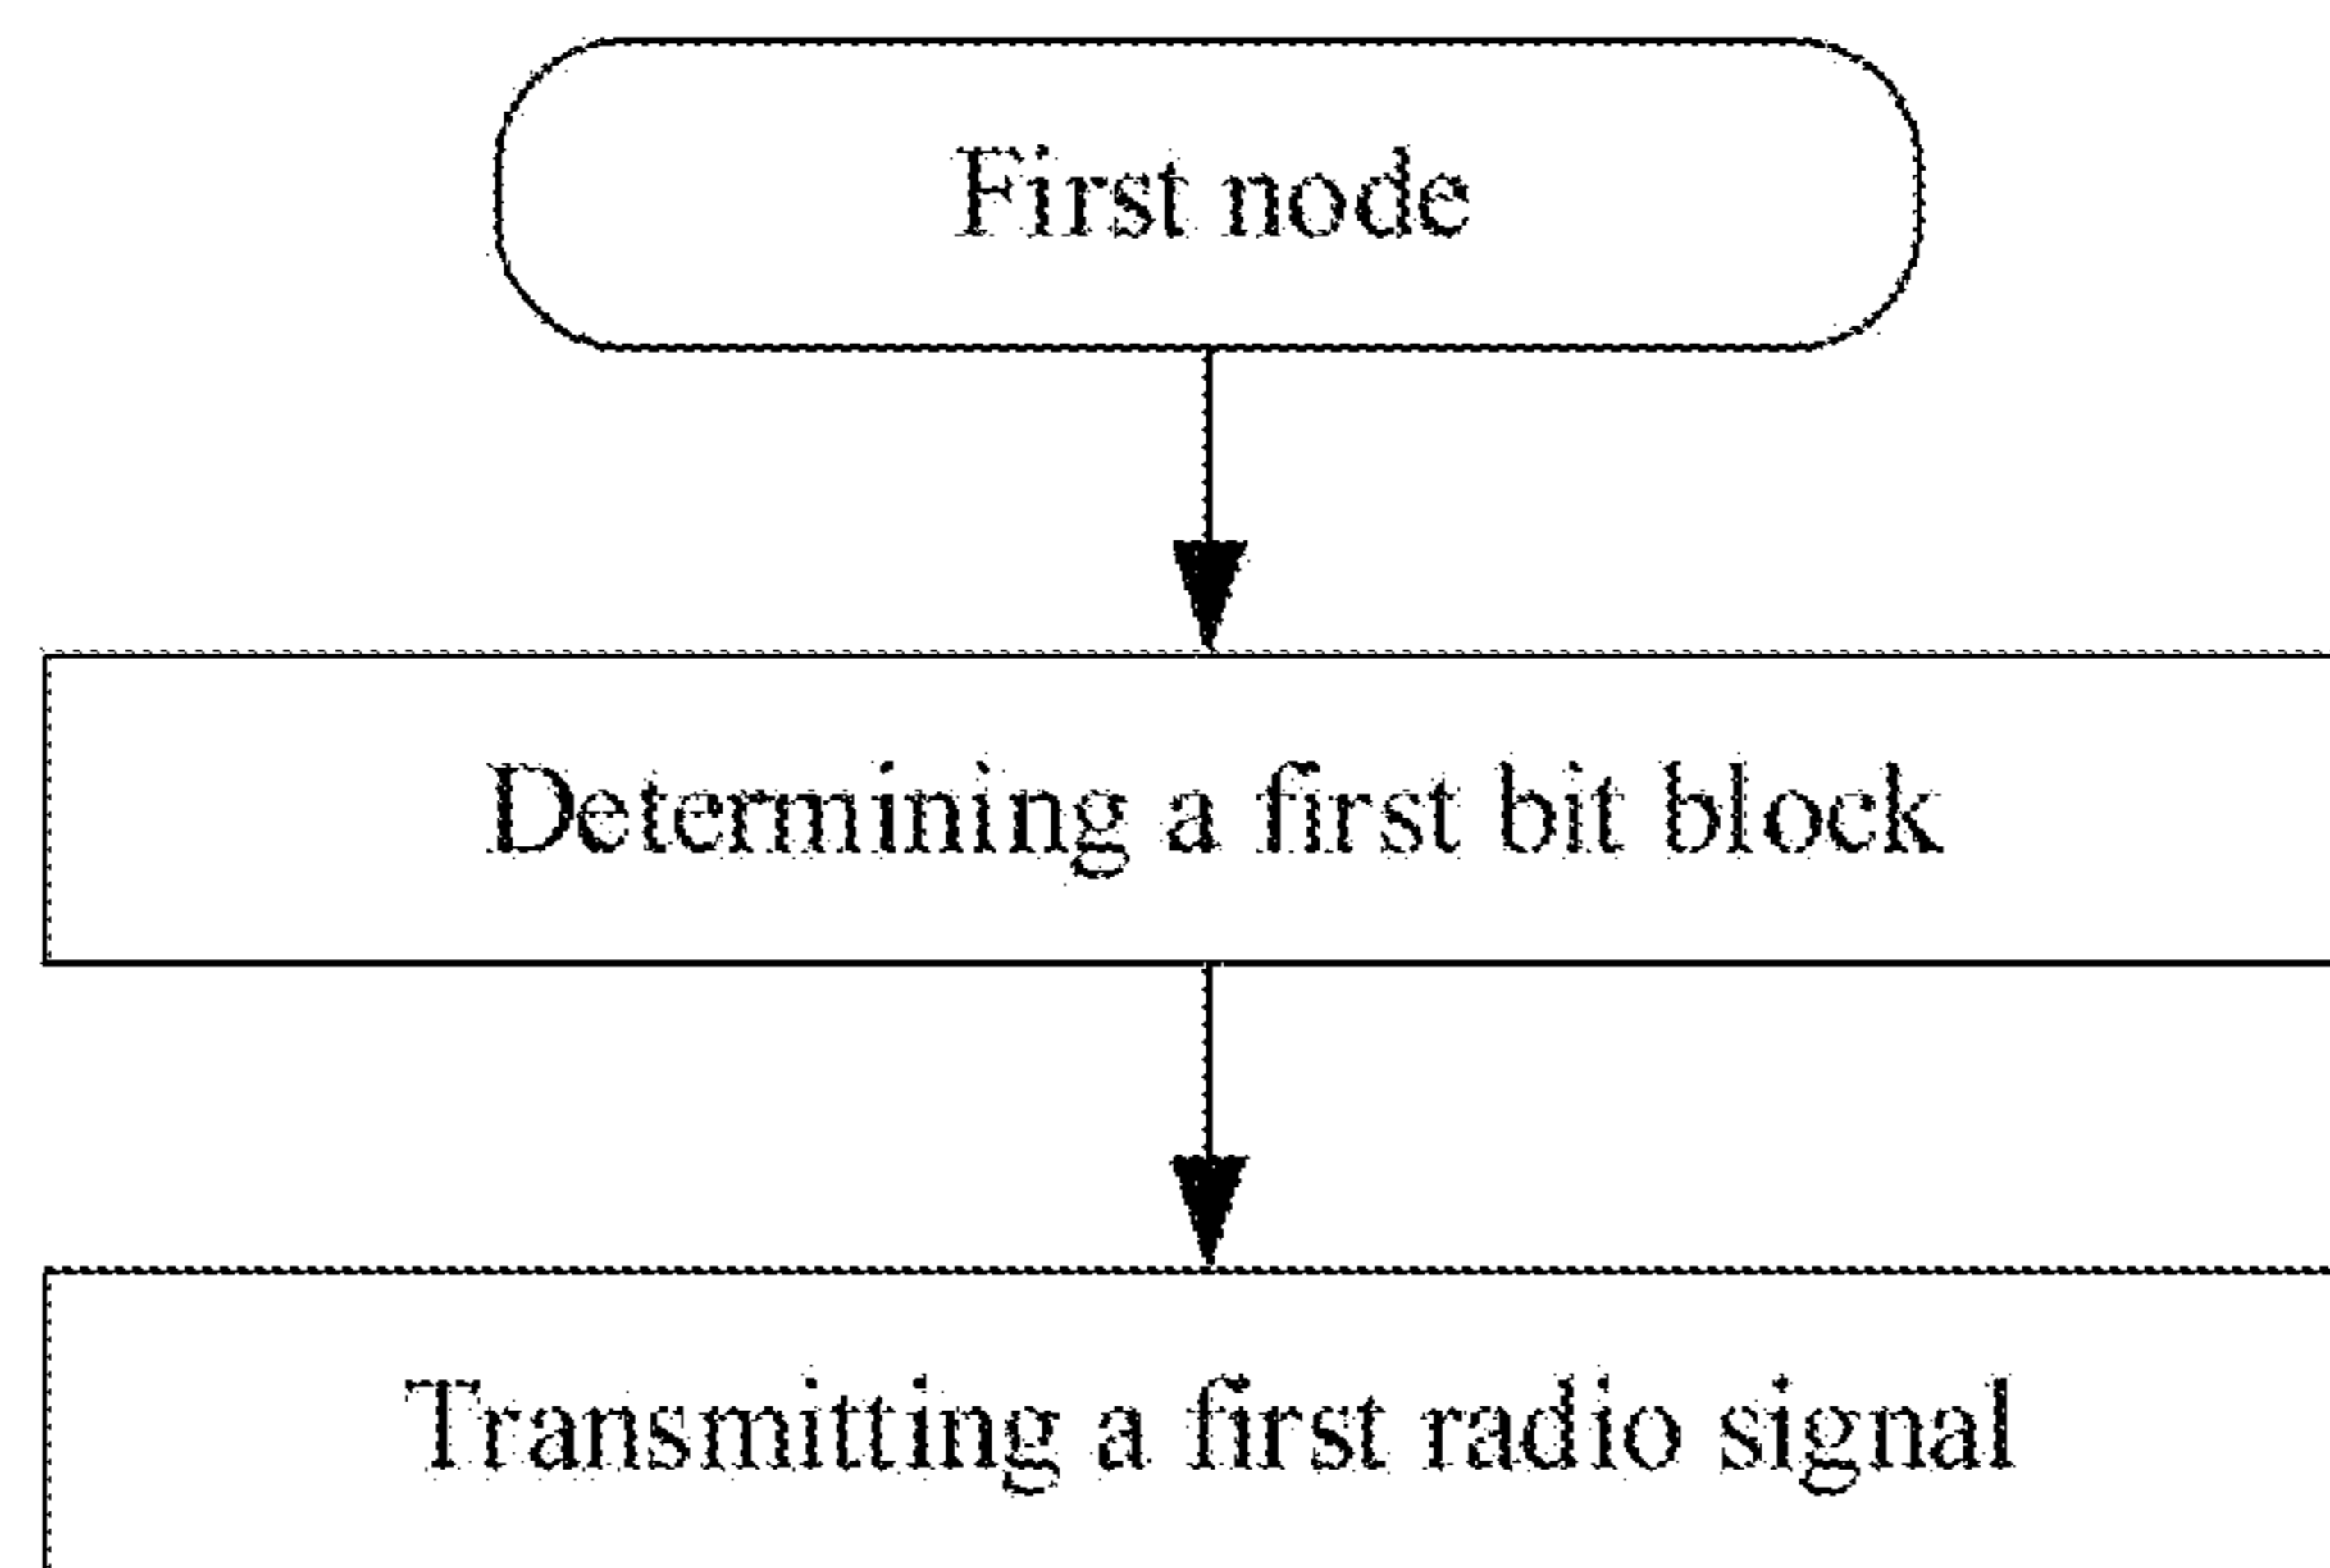 First node
Determining a first bit block
Transmitting a first radio signal